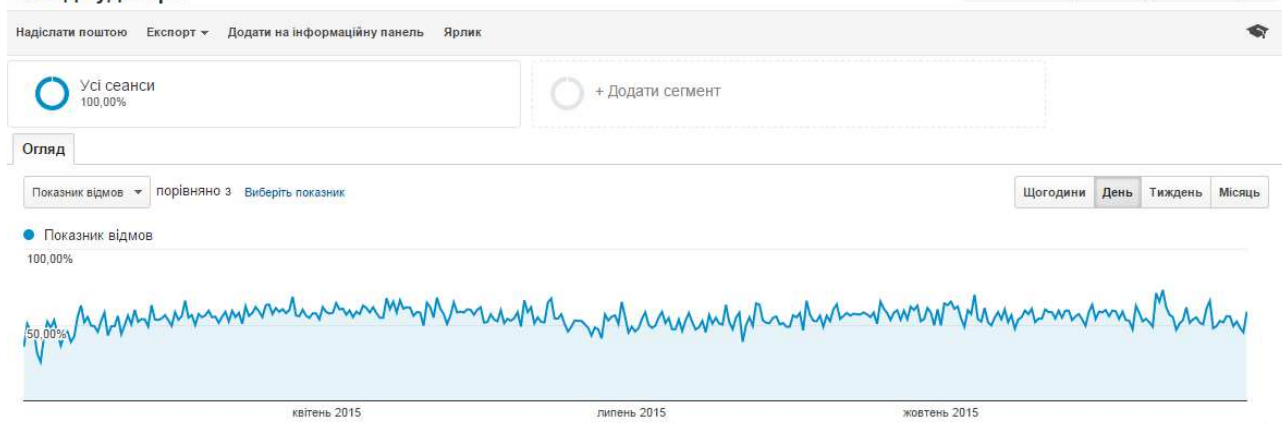 Надіслати поштою Експорт Додати на інформаційну панель Ярлик
Усі сеанси
100,00%
+ Додати сегмент
Огляд
Показник відмов порівняно з Виберіть показник
Щогодини День Тиждень Місяць
Показник відмов
100,00%
50,00%
квітень 2015 липень 2015 жовтень 2015